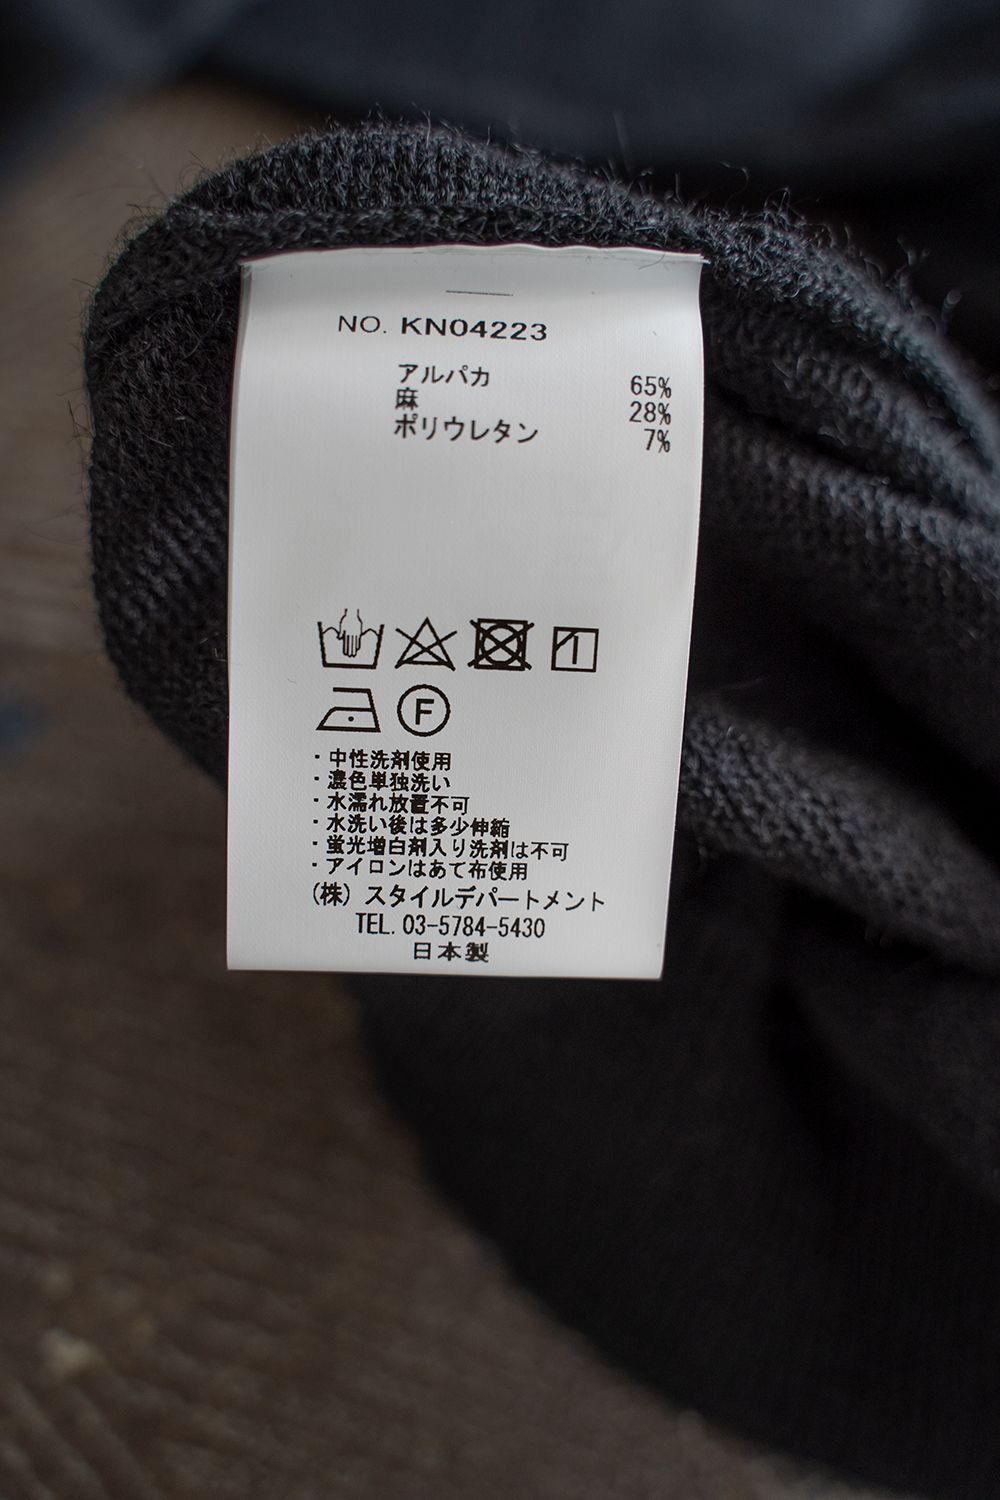 NO. KN04223
アルパカ 65%
麻 28%
ポリウレタン 7%
F
・中性洗剤使用
・濃色単独洗い
・水濡れ放置不可
・水洗い後は多少伸縮
・蛍光増白剤入り洗剤は不可
・アイロンはあて布使用
(株) スタイルデパートメント
TEL. 03-5784-5430
日本製